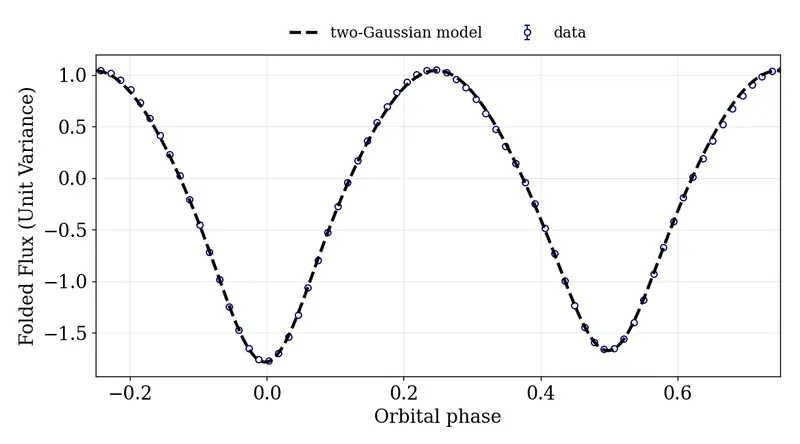 two-Gaussian model
data
Folded Flux (Unit Variance)
1.0
0.5
0.0
−0.5
−1.0
−1.5
−0.2
0.0
0.2
0.4
0.6
Orbital phase